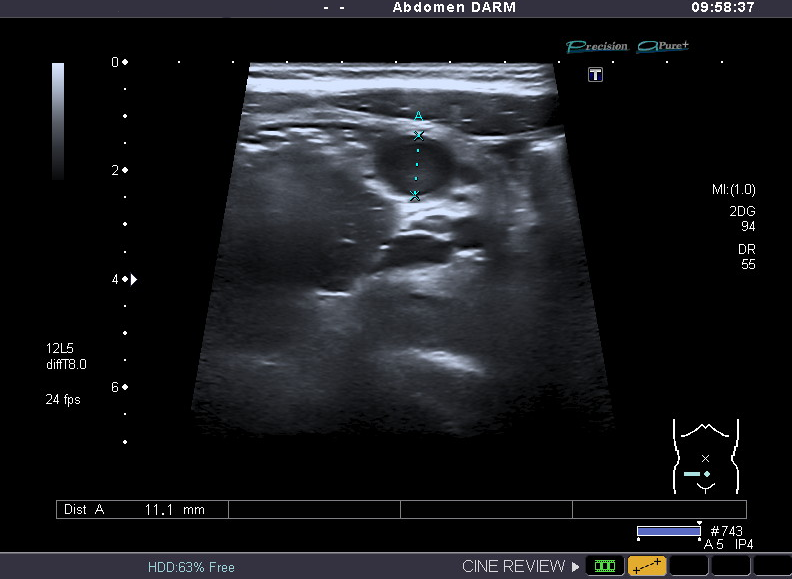 - - Abdomen DARM 09:58:37
Precision APure+
T
0
A
2
MI:(1.0)
2DG
94
DR
55
4
12L5
diffT8.0
24 fps
6
Dist A 11.1 mm
#743
A 5 IP4
HDD:63% Free CINE REVIEW